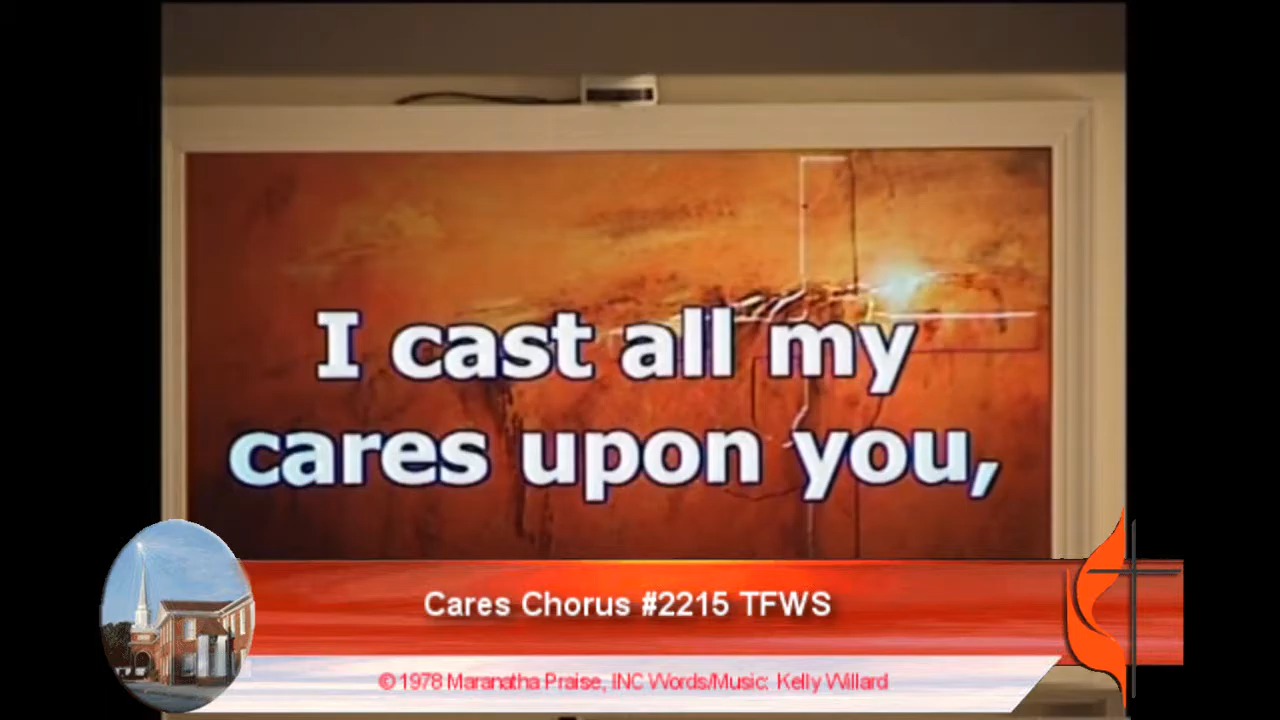 I cast all my
cares upon you,
Cares Chorus #2215 TFWS
© 1978 Maranatha Praise, INC Words/Music: Kelly Willard